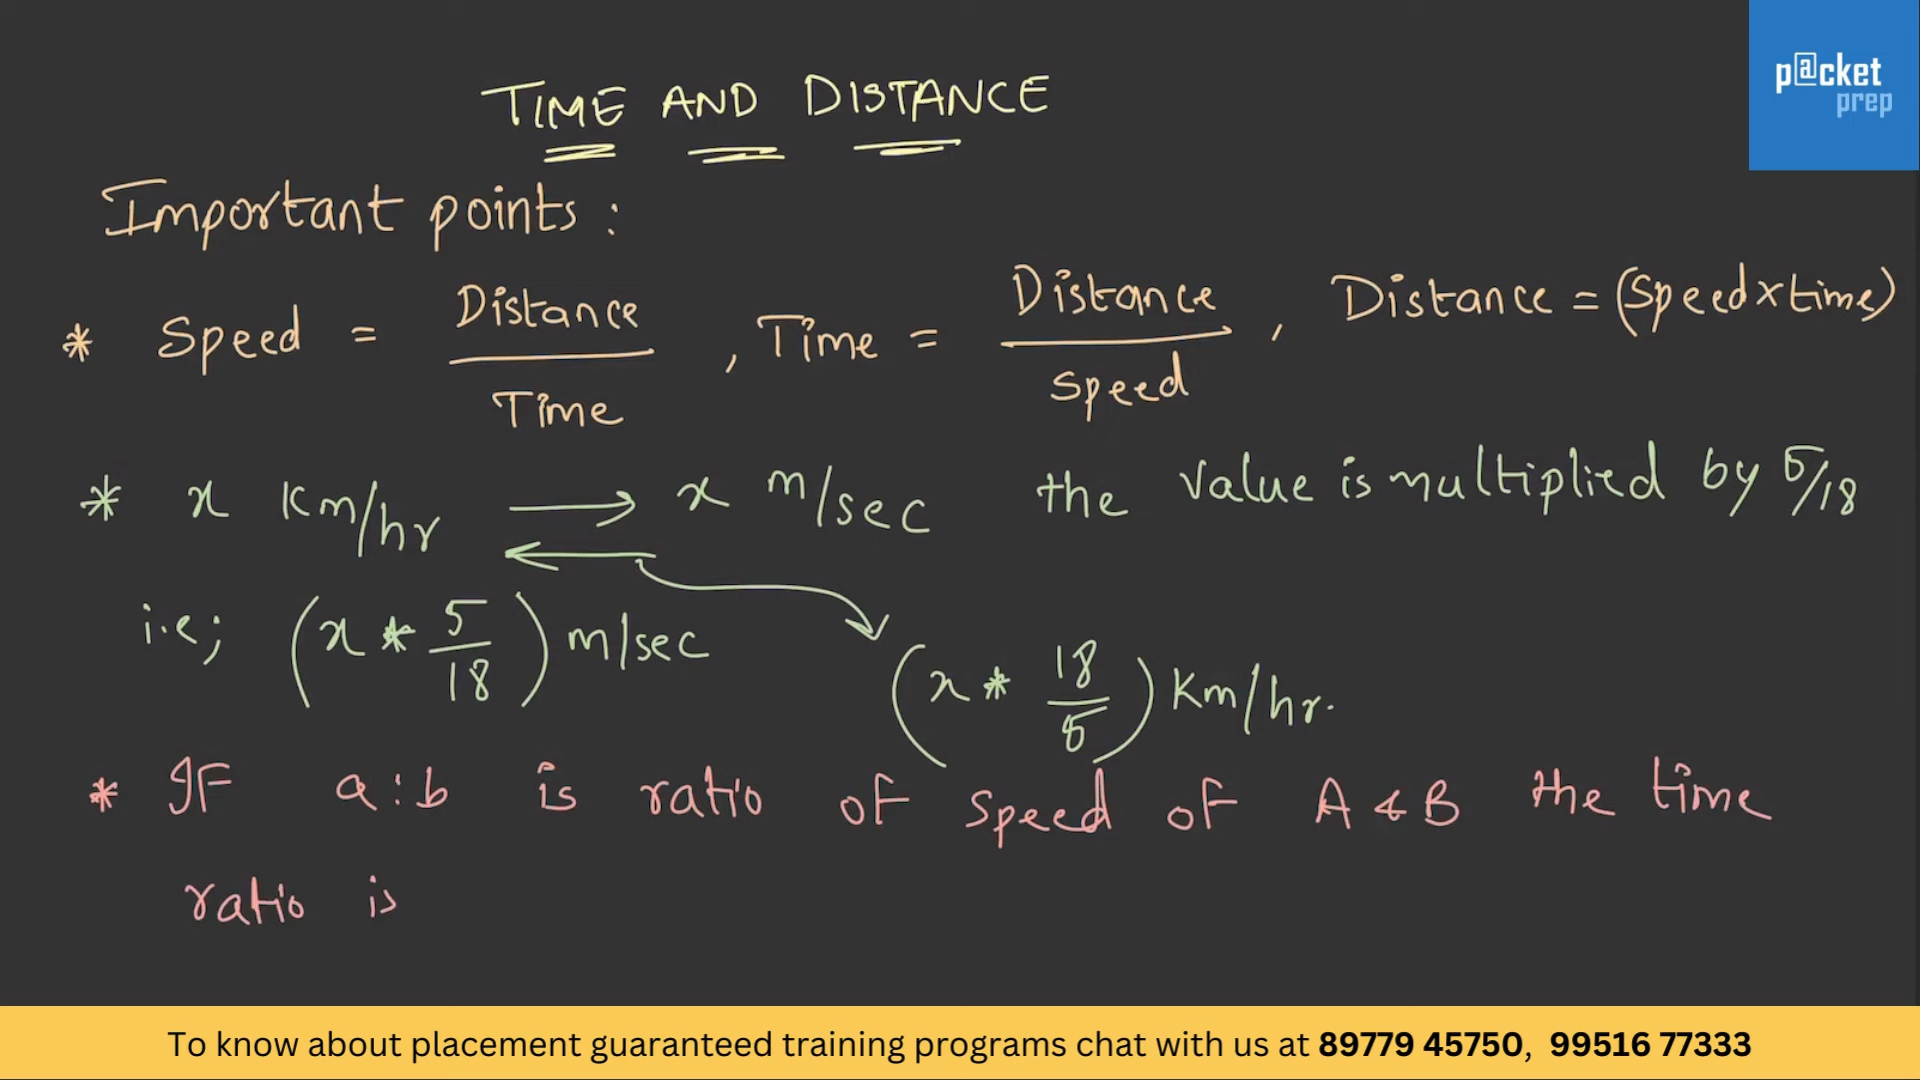 p@cket
prep
TIME AND DISTANCE
Important points :
* Speed = Distance / Time , Time = Distance / Speed , Distance = (Speed x time)
* x Km/hr → x m/sec the value is multiplied by 5/18
←
i.e; (x * 5/18) m/sec
(x * 18/5) Km/hr.
* IF a:b is ratio of speed of A & B the time
ratio is
To know about placement guaranteed training programs chat with us at 89779 45750, 99516 77333